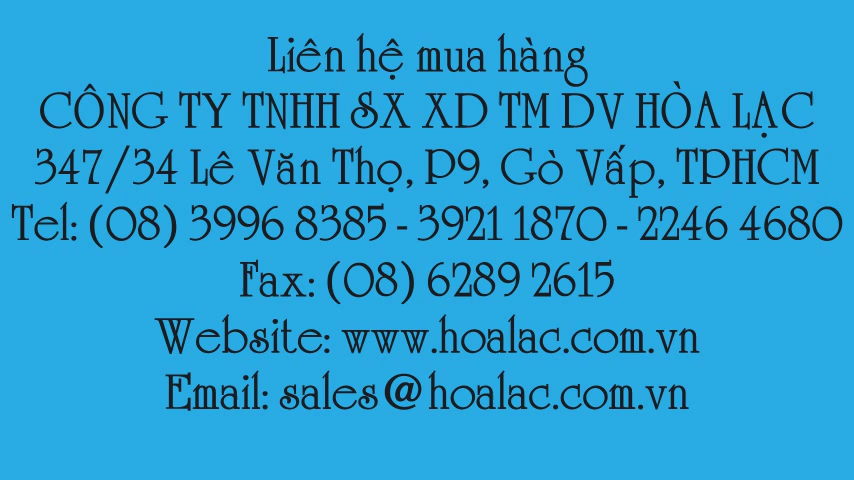 Liên hệ mua hàng
CÔNG TY TNHH SX XD TM DV HÒA LẠC
347/34 Lê Văn Thọ, P9, Gò Vấp, TPHCM
Tel: (08) 3996 8385 - 3921 1870 - 2246 4680
Fax: (08) 6289 2615
Website: www.hoalac.com.vn
Email: sales@hoalac.com.vn